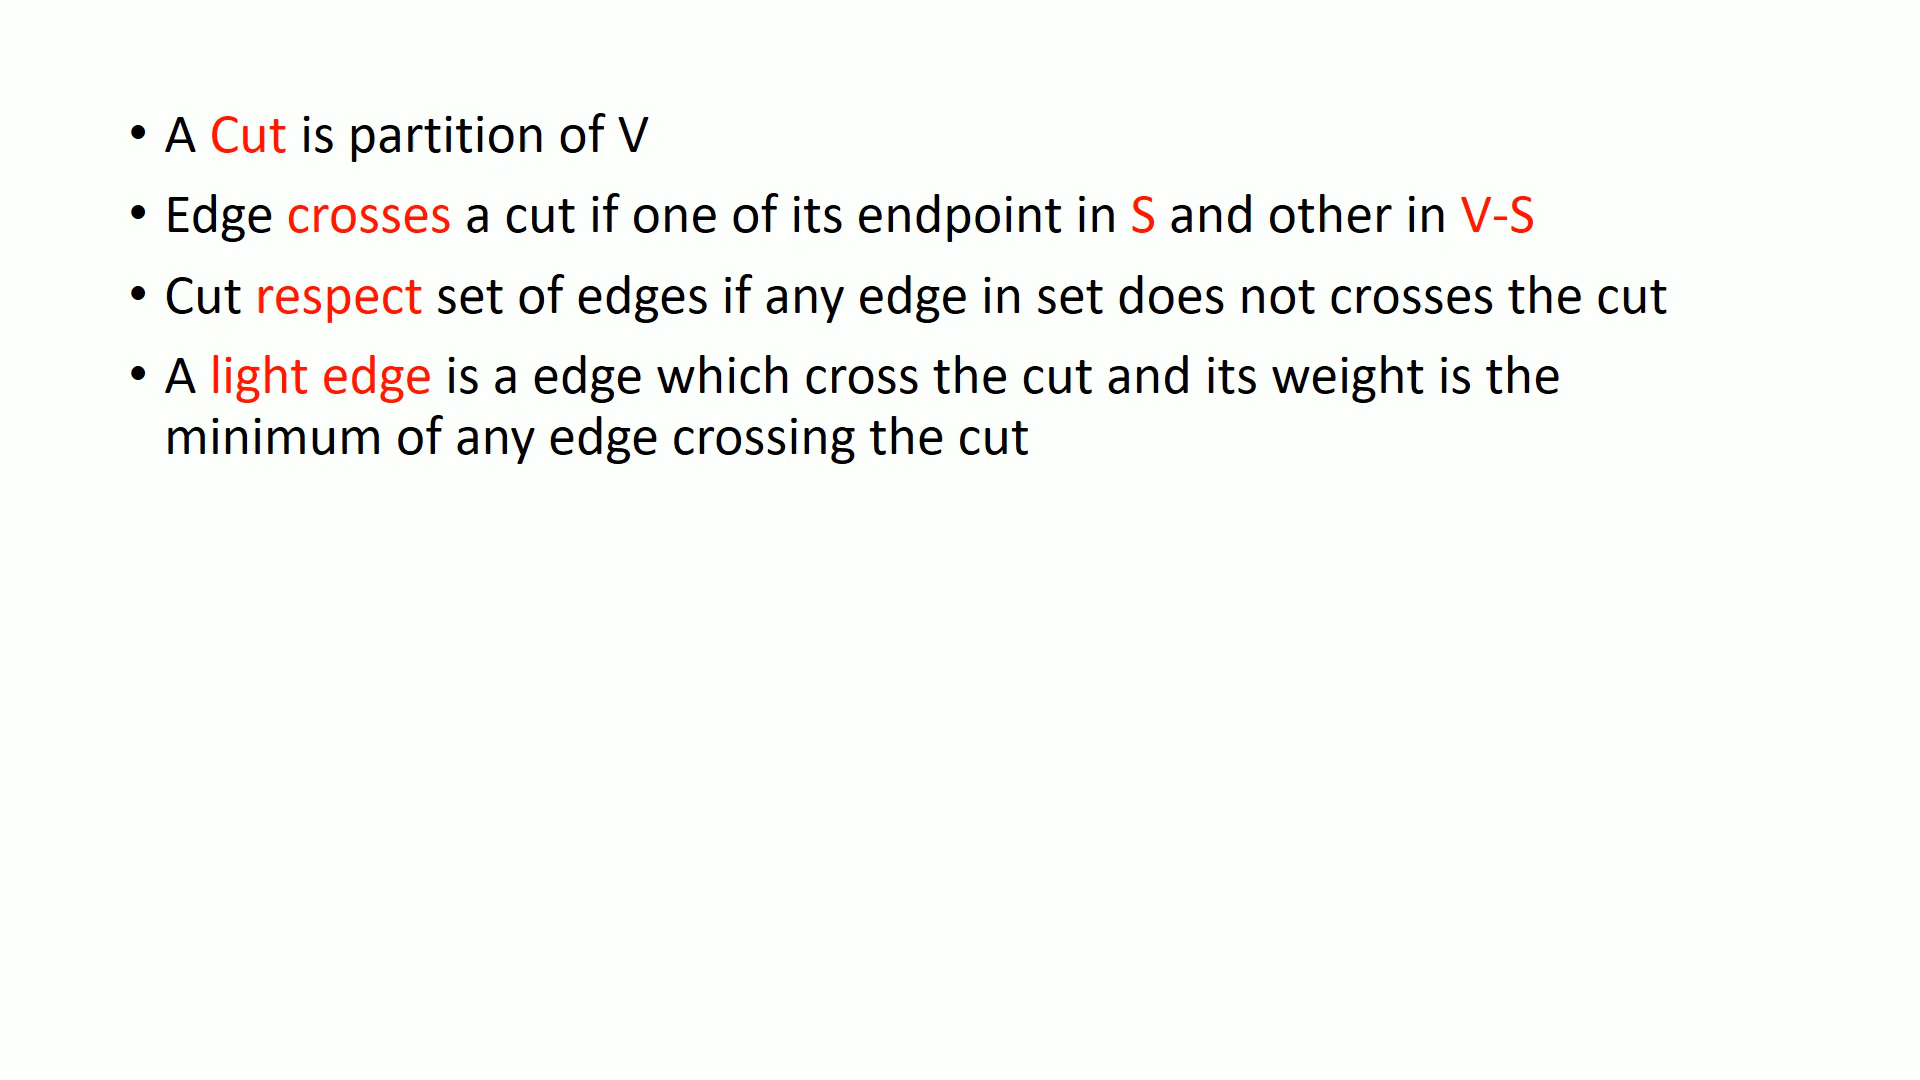 • A Cut is partition of V
• Edge crosses a cut if one of its endpoint in S and other in V-S
• Cut respect set of edges if any edge in set does not crosses the cut
• A light edge is a edge which cross the cut and its weight is the
minimum of any edge crossing the cut